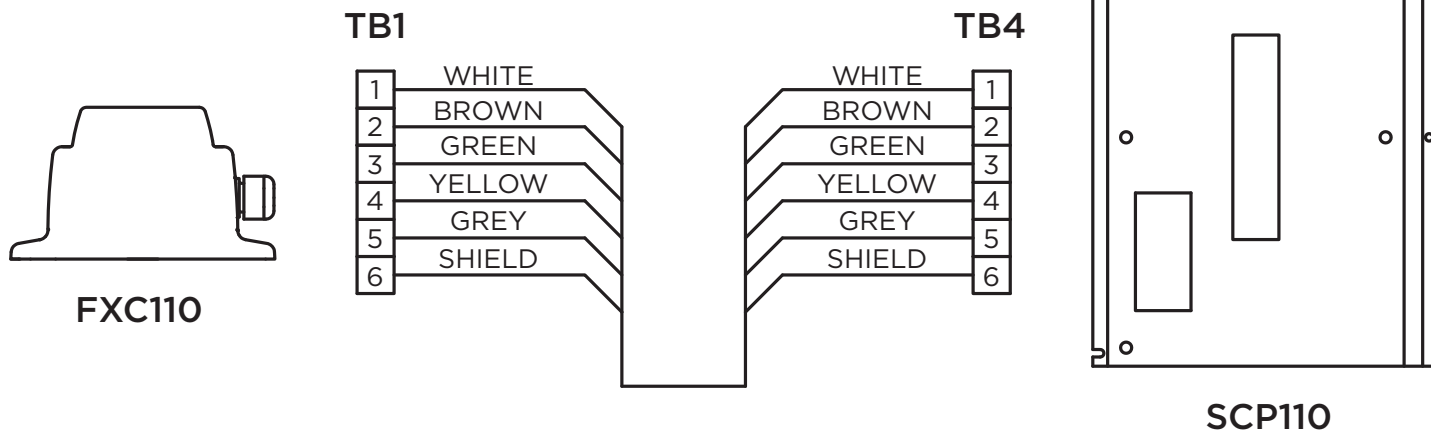 TB1 TB4
1 WHITE WHITE 1
2 BROWN BROWN 2
3 GREEN GREEN 3
4 YELLOW YELLOW 4
5 GREY GREY 5
6 SHIELD SHIELD 6
FXC110
SCP110